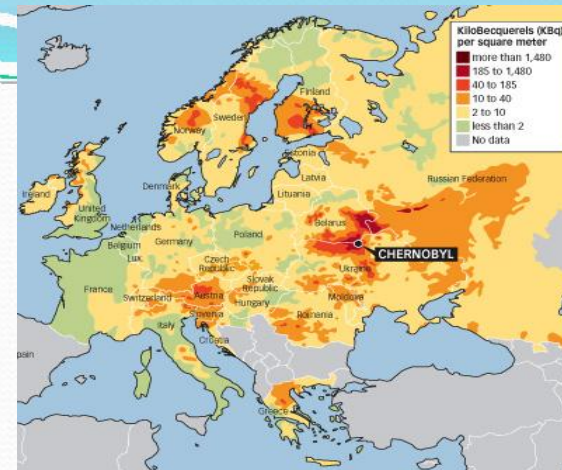 KiloBecquerels (KBq)
per square meter
more than 1,480
185 to 1,480
40 to 185
10 to 40
2 to 10
less than 2
No data
Finland
Sweden
Norway
Estonia
Russian Federation
Latvia
Denmark
Lithuania
Ireland
United
Kingdom
Netherlands
Belarus
Poland
Germany
Belgium
CHERNOBYL
Lux.
Czech
Republic
Ukraine
Slovak
Republic
France
Austria
Moldova
Switzerland
Hungary
Slovenia
Romania
Italy
Croatia
pain
Greece